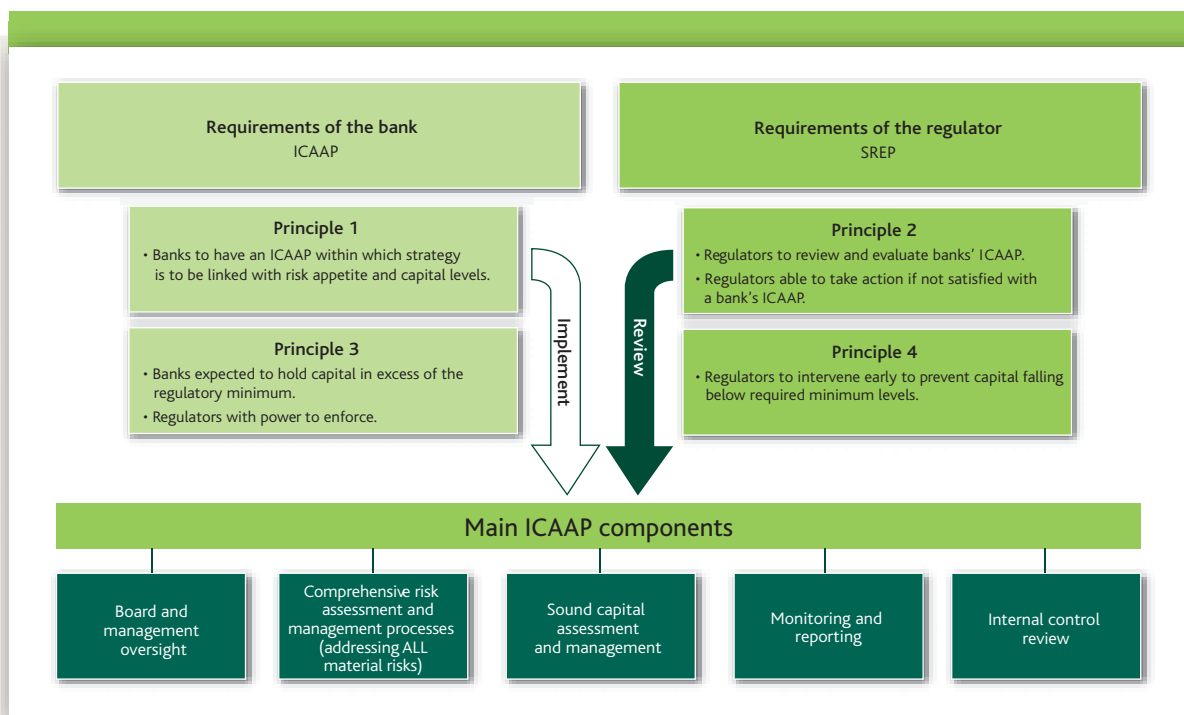 Requirements of the bank
ICAAP
Requirements of the regulator
SREP
Principle 1
• Banks to have an ICAAP within which strategy
is to be linked with risk appetite and capital levels.
Principle 2
• Regulators to review and evaluate banks' ICAAP.
• Regulators able to take action if not satisfied with
a bank's ICAAP.
Principle 3
• Banks expected to hold capital in excess of the
regulatory minimum.
• Regulators with power to enforce.
Principle 4
• Regulators to intervene early to prevent capital falling
below required minimum levels.
Implement
Review
Main ICAAP components
Board and
management
oversight
Comprehensive risk
assessment and
management processes
(addressing ALL
material risks)
Sound capital
assessment
and management
Monitoring and
reporting
Internal control
review